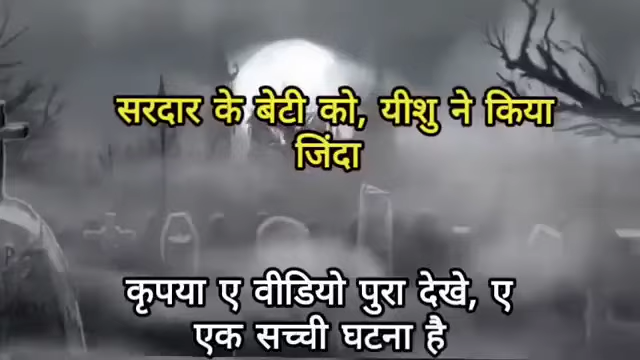 सरदार के बेटी को, यीशु ने किया
जिंदा
कृपया ए वीडियो पुरा देखे, ए
एक सच्ची घटना है